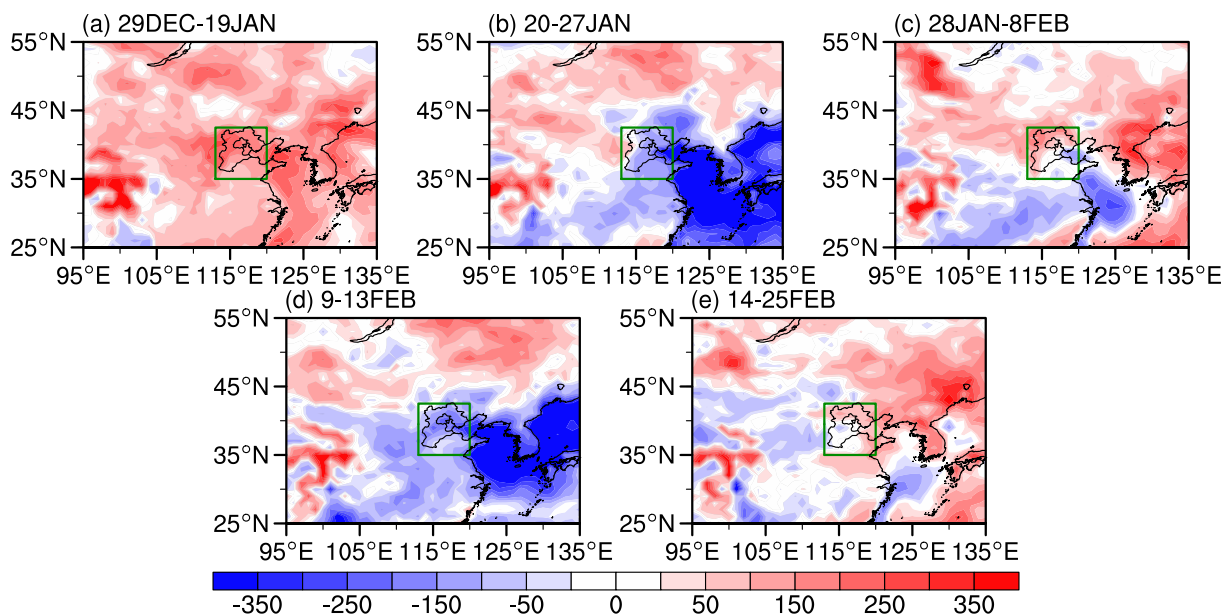 (a) 29DEC-19JAN
(b) 20-27JAN
(c) 28JAN-8FEB
55°N
45°N
35°N
25°N
95°E 105°E 115°E 125°E 135°E
55°N
45°N
35°N
25°N
95°E 105°E 115°E 125°E 135°E
55°N
45°N
35°N
25°N
95°E 105°E 115°E 125°E 135°E
(d) 9-13FEB
(e) 14-25FEB
55°N
45°N
35°N
25°N
95°E 105°E 115°E 125°E 135°E
55°N
45°N
35°N
25°N
95°E 105°E 115°E 125°E 135°E
-350 -250 -150 -50 0 50 150 250 350